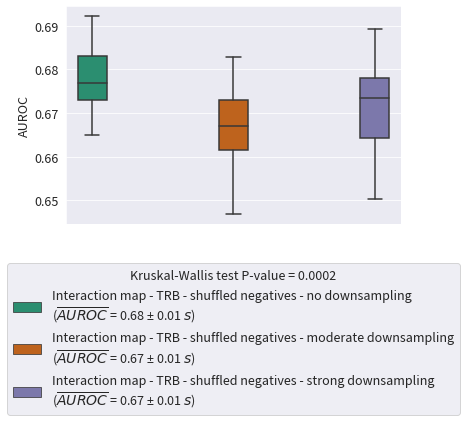 0.69
0.68
0.67
0.66
0.65
AUROC
Kruskal-Wallis test P-value = 0.0002
Interaction map - TRB - shuffled negatives - no downsampling
(AUROC = 0.68 ± 0.01 s)
Interaction map - TRB - shuffled negatives - moderate downsampling
(AUROC = 0.67 ± 0.01 s)
Interaction map - TRB - shuffled negatives - strong downsampling
(AUROC = 0.67 ± 0.01 s)